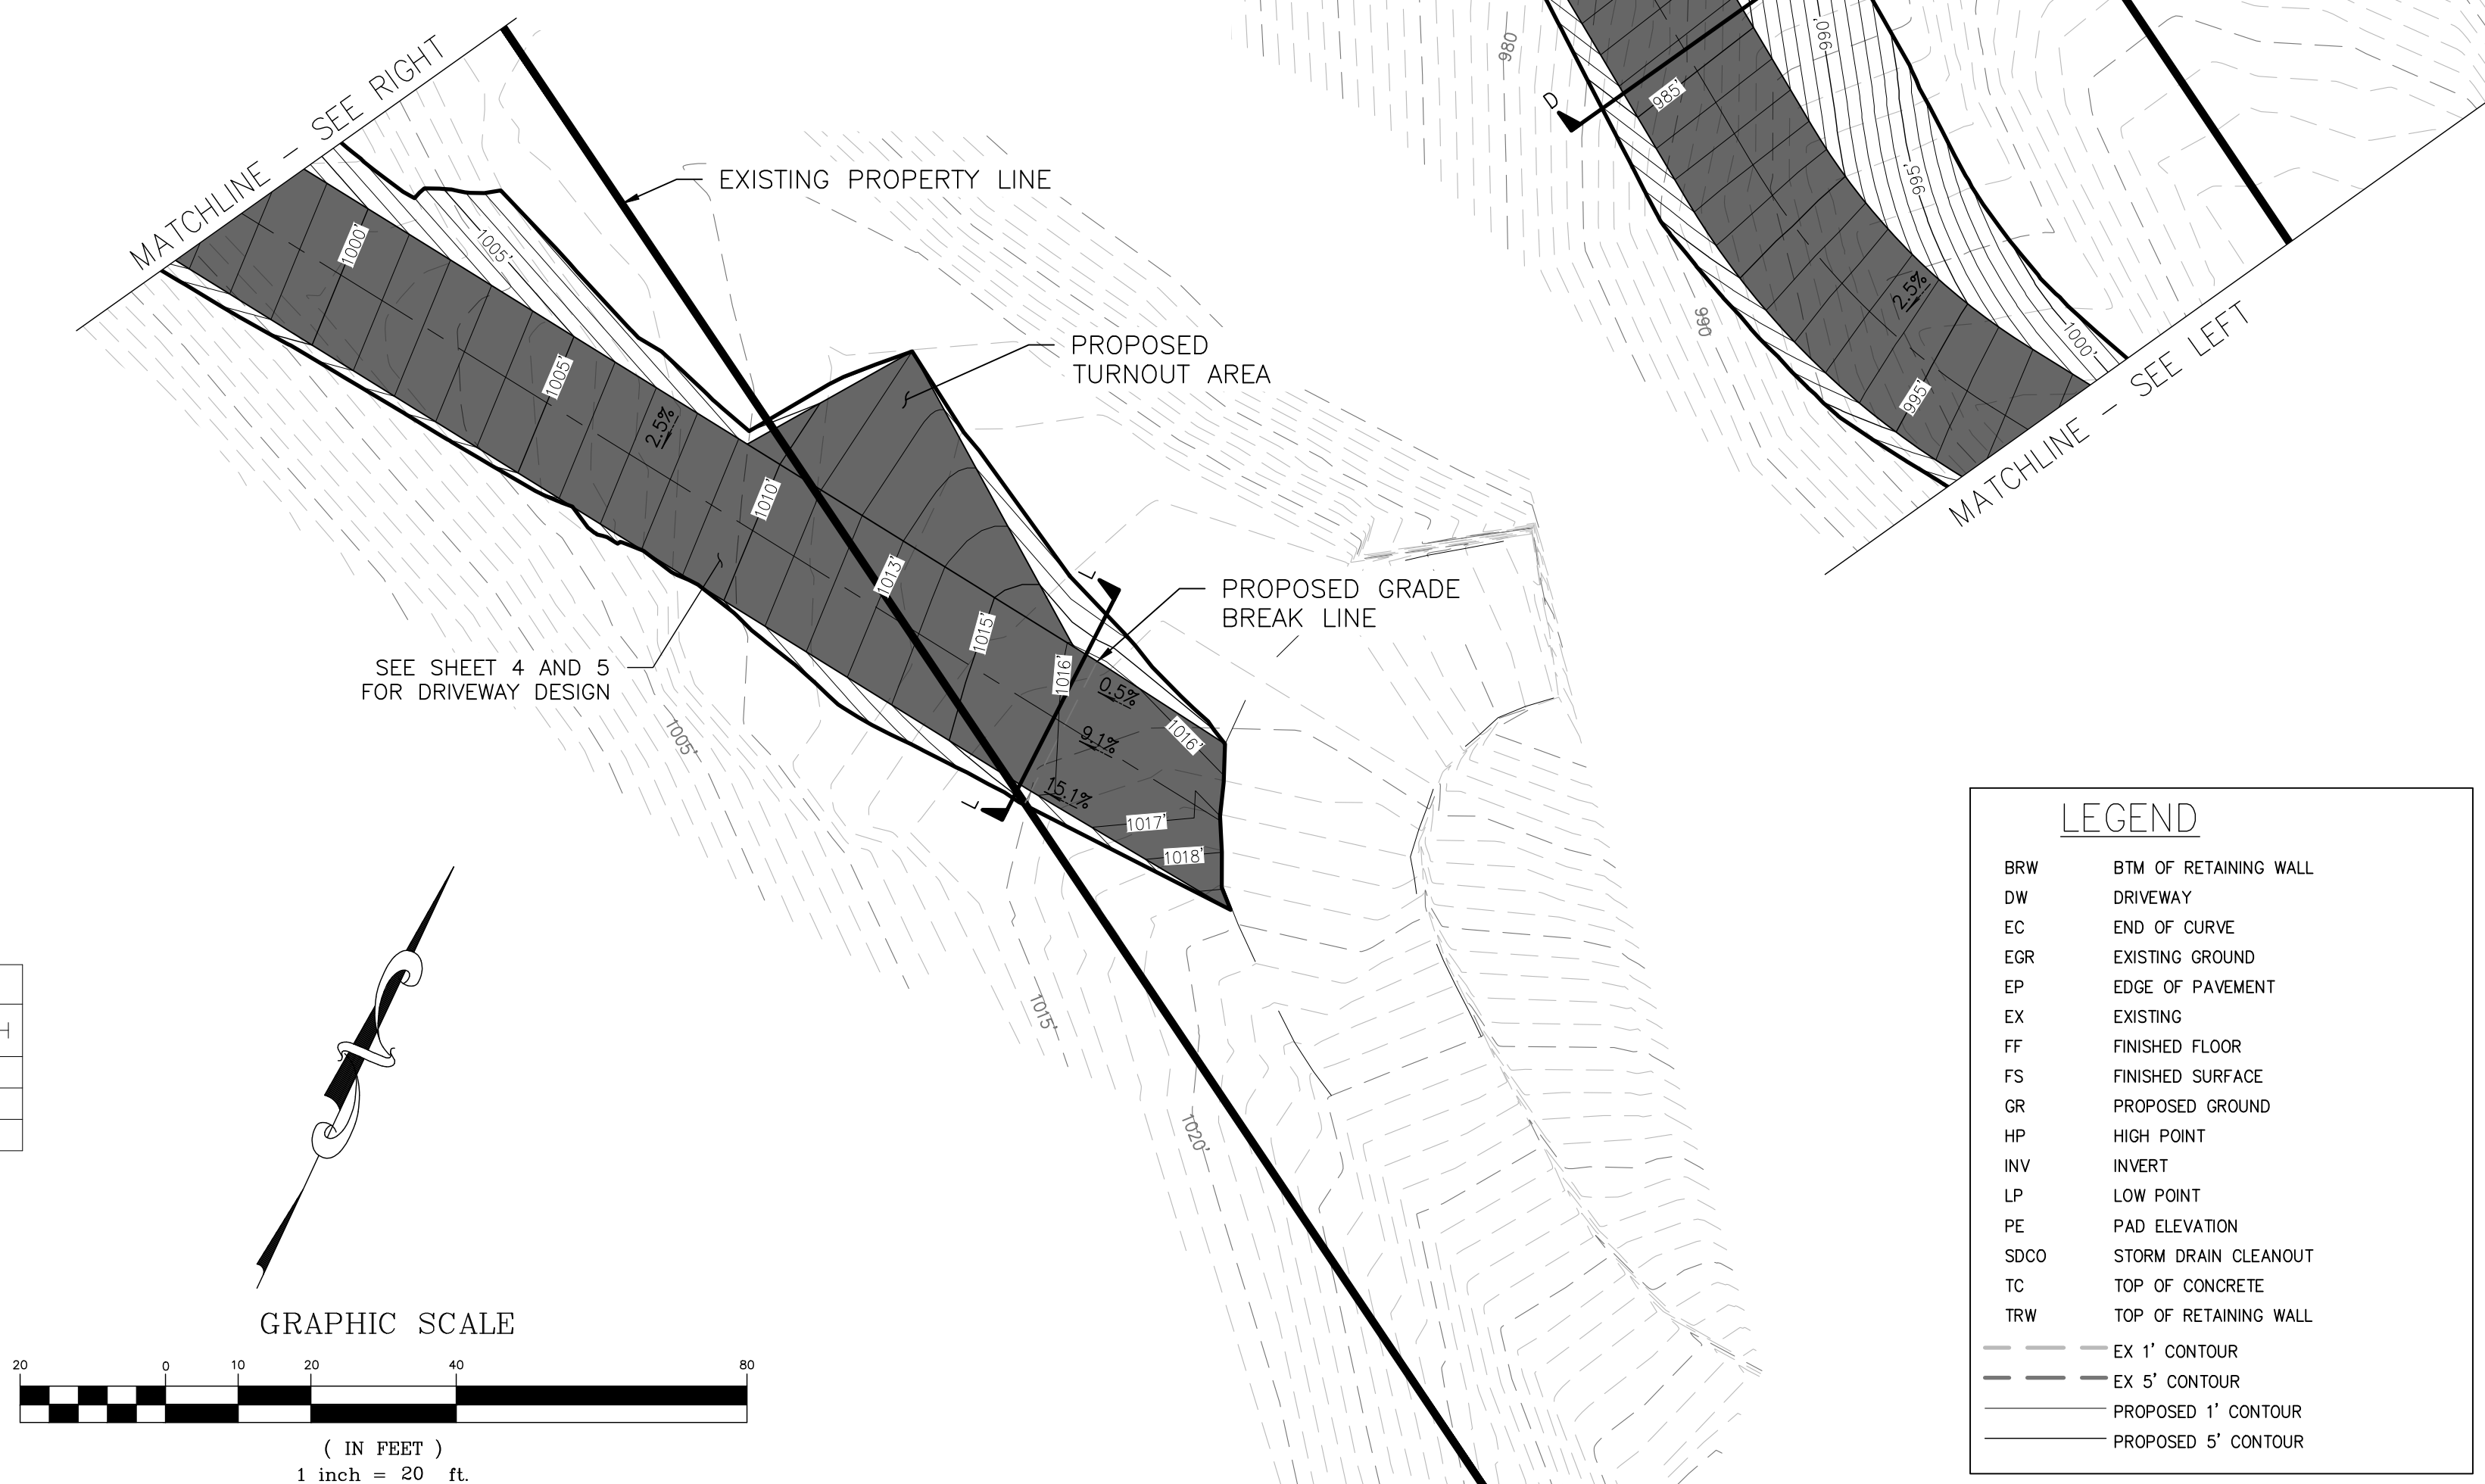 MATCHLINE - SEE RIGHT
EXISTING PROPERTY LINE
1000'
1005'
1005'
2.5%
PROPOSED
TURNOUT AREA
1010'
1013'
1015'
1016'
L
PROPOSED GRADE
BREAK LINE
SEE SHEET 4 AND 5
FOR DRIVEWAY DESIGN
0.5%
9.1%
15.1%
1016'
1017'
1018'
L
1005'
1015'
1020'
980
D
985'
990'
995'
990
2.5%
995'
1000'
MATCHLINE - SEE LEFT
GRAPHIC SCALE
20 0 10 20 40 80
( IN FEET )
1 inch = 20 ft.
LEGEND
BRW BTM OF RETAINING WALL
DW DRIVEWAY
EC END OF CURVE
EGR EXISTING GROUND
EP EDGE OF PAVEMENT
EX EXISTING
FF FINISHED FLOOR
FS FINISHED SURFACE
GR PROPOSED GROUND
HP HIGH POINT
INV INVERT
LP LOW POINT
PE PAD ELEVATION
SDCO STORM DRAIN CLEANOUT
TC TOP OF CONCRETE
TRW TOP OF RETAINING WALL
EX 1' CONTOUR
EX 5' CONTOUR
PROPOSED 1' CONTOUR
PROPOSED 5' CONTOUR